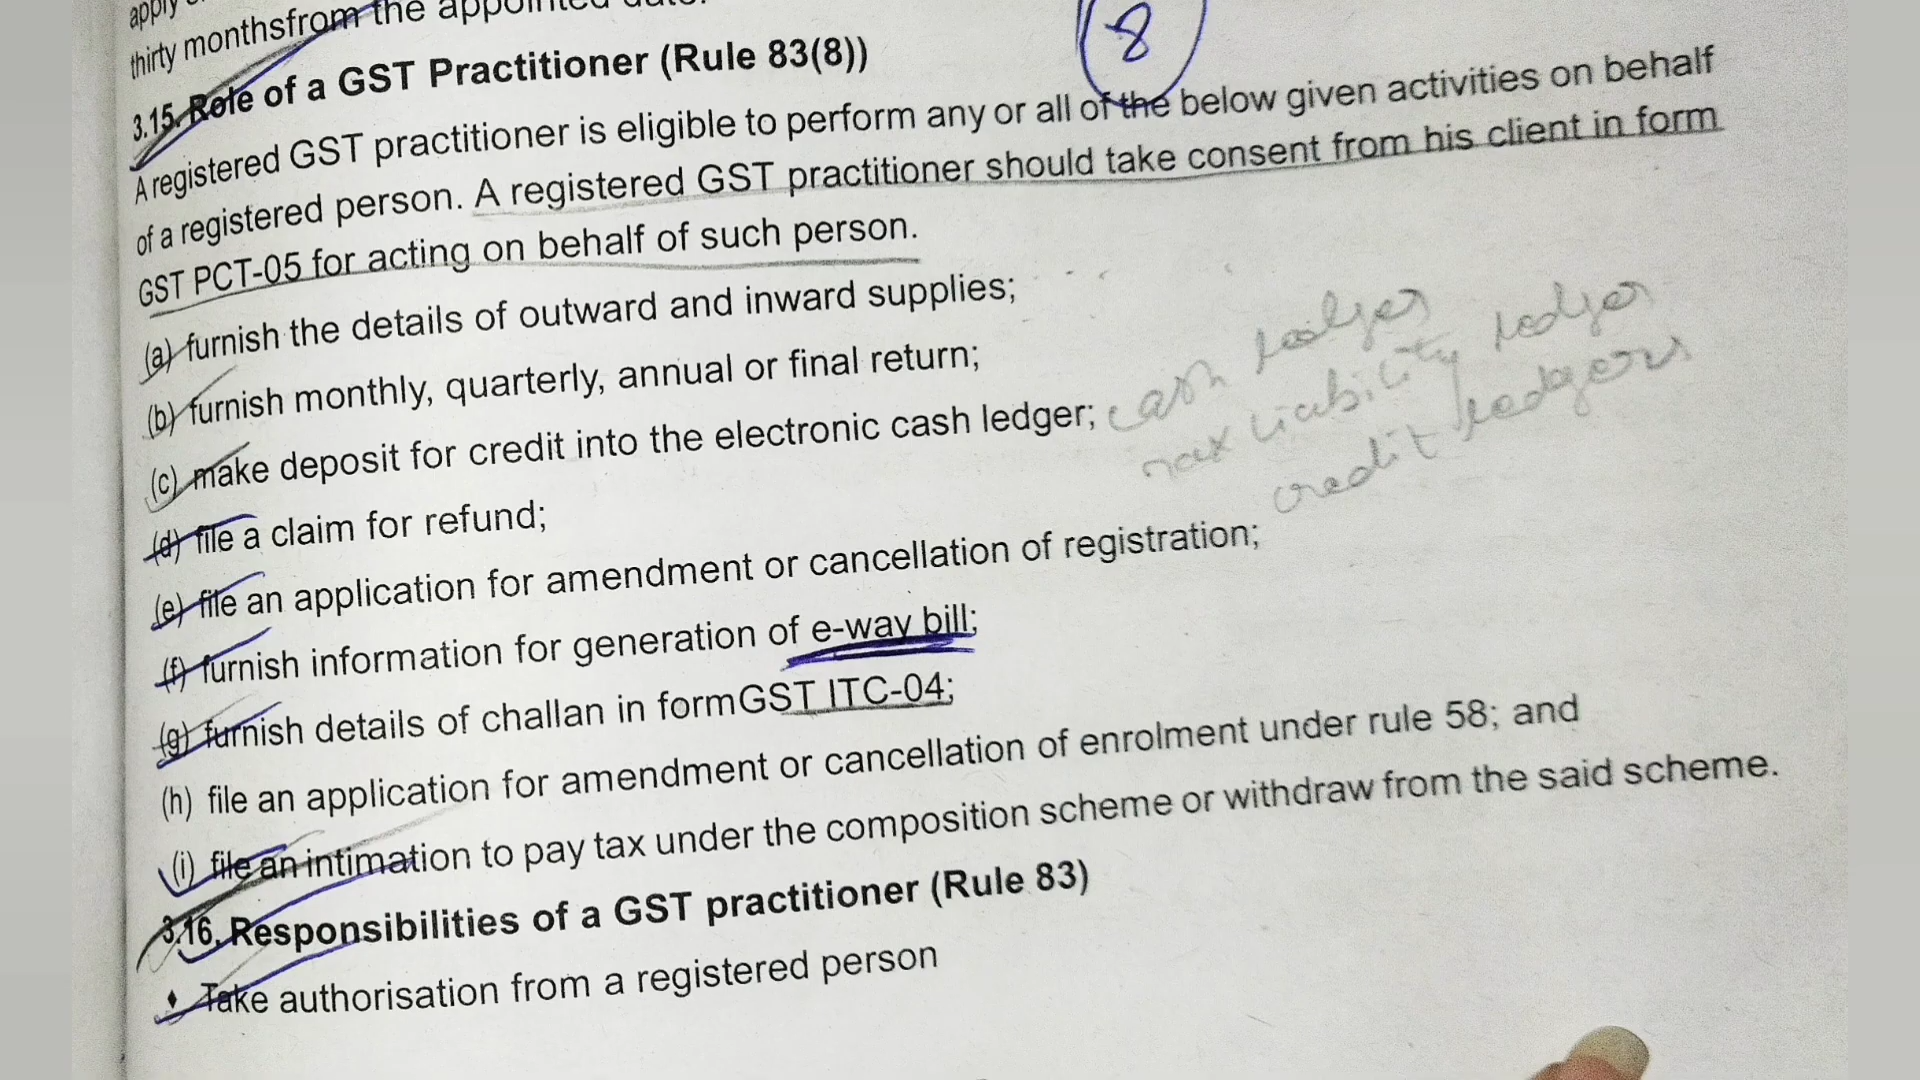 apply
thirty monthsfrom the appointed date.
8
3.15. Role of a GST Practitioner (Rule 83(8))
A registered GST practitioner is eligible to perform any or all of the below given activities on behalf
of a registered person. A registered GST practitioner should take consent from his client in form
GST PCT-05 for acting on behalf of such person.
(a) furnish the details of outward and inward supplies;
(b) furnish monthly, quarterly, annual or final return;
(c) make deposit for credit into the electronic cash ledger;
cash ledger
tax liability ledger
credit ledgers
(d) file a claim for refund;
(e) file an application for amendment or cancellation of registration;
(f) furnish information for generation of e-way bill;
(g) furnish details of challan in formGST ITC-04;
(h) file an application for amendment or cancellation of enrolment under rule 58; and
(i) file an intimation to pay tax under the composition scheme or withdraw from the said scheme.
3.16. Responsibilities of a GST practitioner (Rule 83)
♦ Take authorisation from a registered person